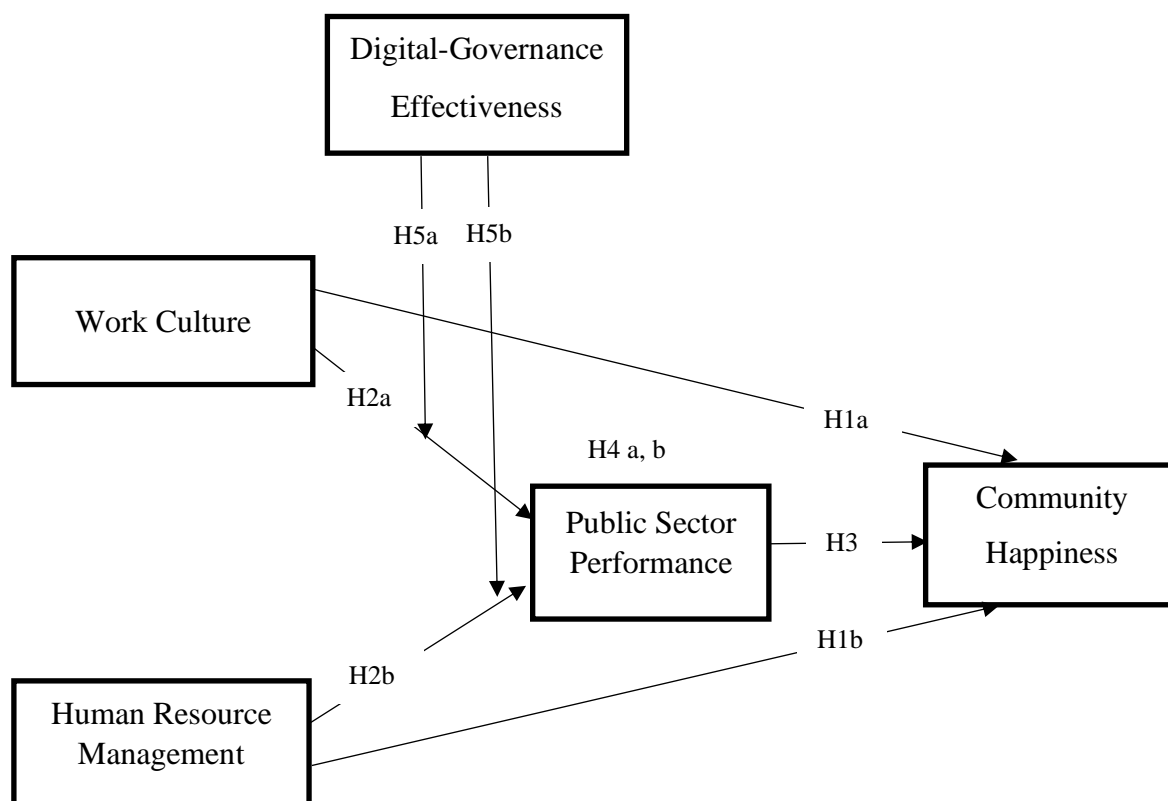 Digital-Governance
Effectiveness
H5a
H5b
Work Culture
H2a
H1a
H4 a, b
Public Sector
Performance
H3
Community
Happiness
H1b
H2b
Human Resource
Management